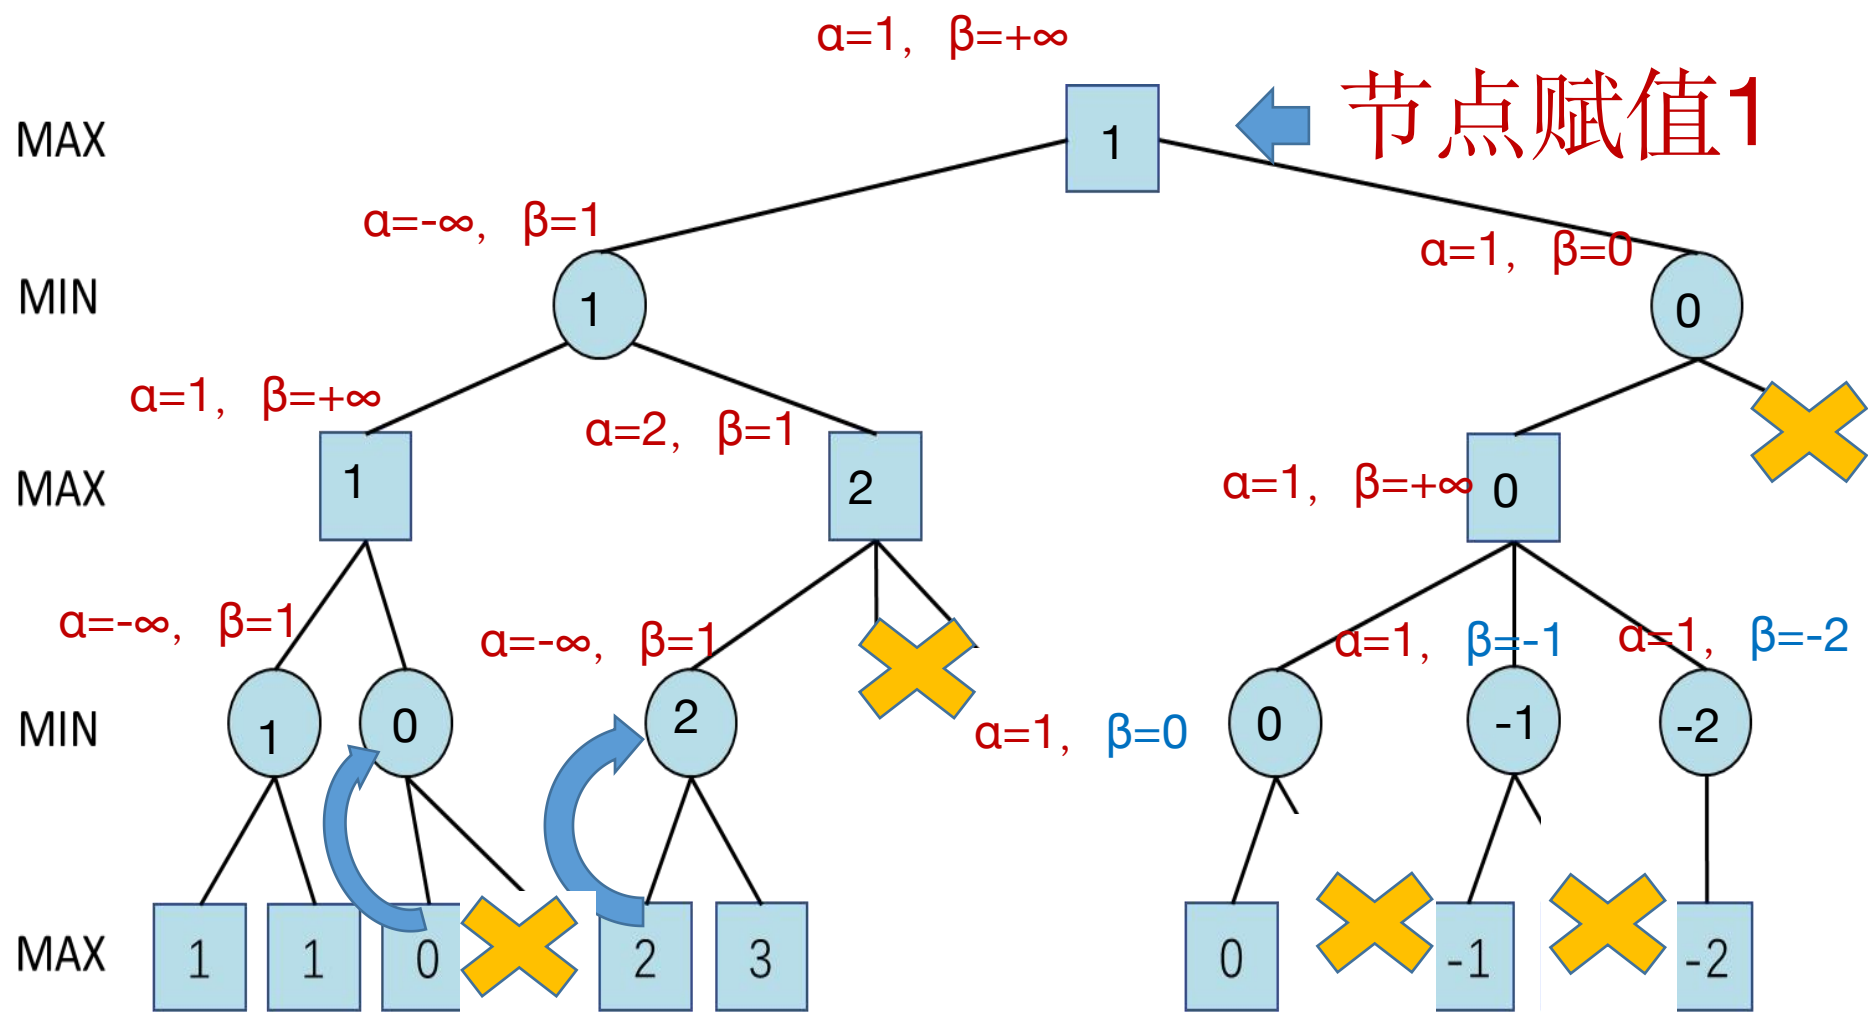 α=1, β=+∞
MAX
1
节点赋值1
α=-∞, β=1
α=1, β=0
MIN
1
0
α=1, β=+∞
α=2, β=1
MAX
1
2
α=1, β=+∞
0
α=-∞, β=1
α=-∞, β=1
α=1, β=-1
α=1, β=-2
MIN
1
0
2
α=1, β=0
0
-1
-2
MAX
1
1
0
2
3
0
-1
-2